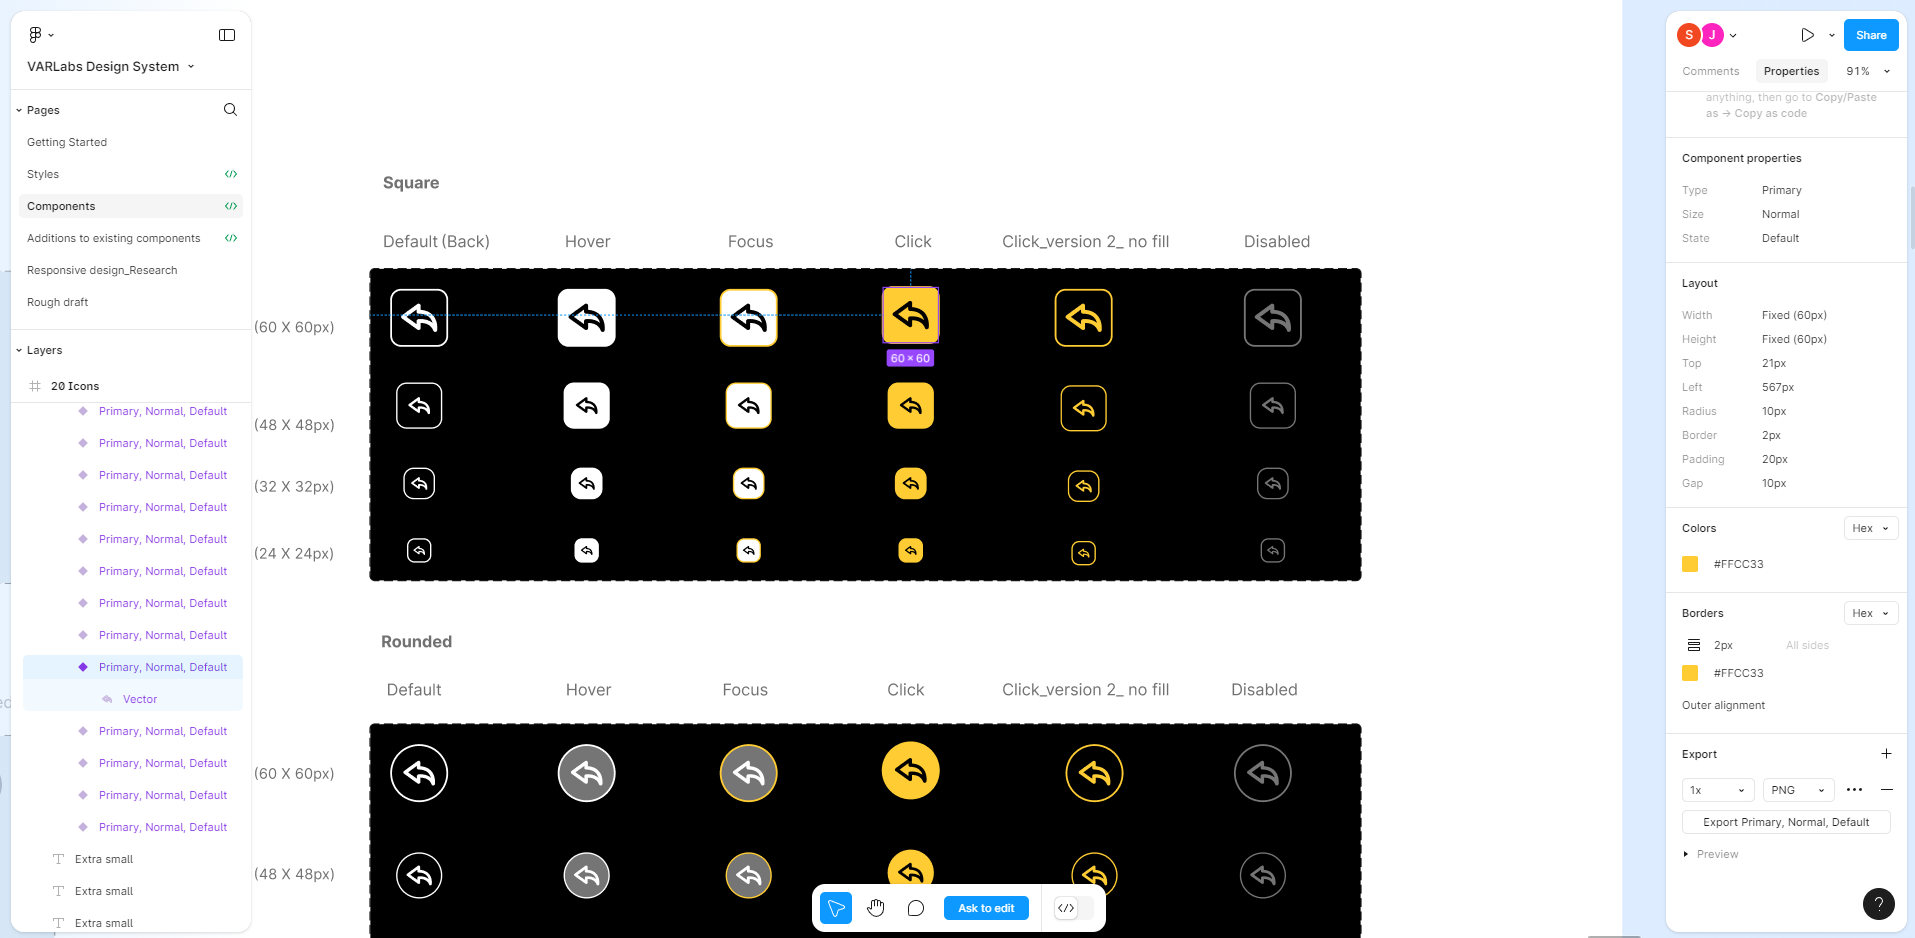 VARLabs Design System
Pages
Getting Started
Styles
Components
Additions to existing components
Responsive design_Research
Rough draft
Layers
20 Icons
Primary, Normal, Default
Primary, Normal, Default
Primary, Normal, Default
Primary, Normal, Default
Primary, Normal, Default
Primary, Normal, Default
Primary, Normal, Default
Primary, Normal, Default
Primary, Normal, Default
Vector
Primary, Normal, Default
Primary, Normal, Default
Primary, Normal, Default
Primary, Normal, Default
Extra small
Extra small
Extra small
Square
Default (Back) Hover Focus Click Click_version 2_ no fill Disabled
(60 X 60px)
60 × 60
(48 X 48px)
(32 X 32px)
(24 X 24px)
Rounded
Default Hover Focus Click Click_version 2_ no fill Disabled
(60 X 60px)
(48 X 48px)
Ask to edit
S J Share
Comments Properties 91%
anything, then go to Copy/Paste
as → Copy as code
Component properties
Type Primary
Size Normal
State Default
Layout
Width Fixed (60px)
Height Fixed (60px)
Top 21px
Left 567px
Radius 10px
Border 2px
Padding 20px
Gap 10px
Colors Hex
#FFCC33
Borders Hex
2px All sides
#FFCC33
Outer alignment
Export
1x PNG
Export Primary, Normal, Default
Preview
?